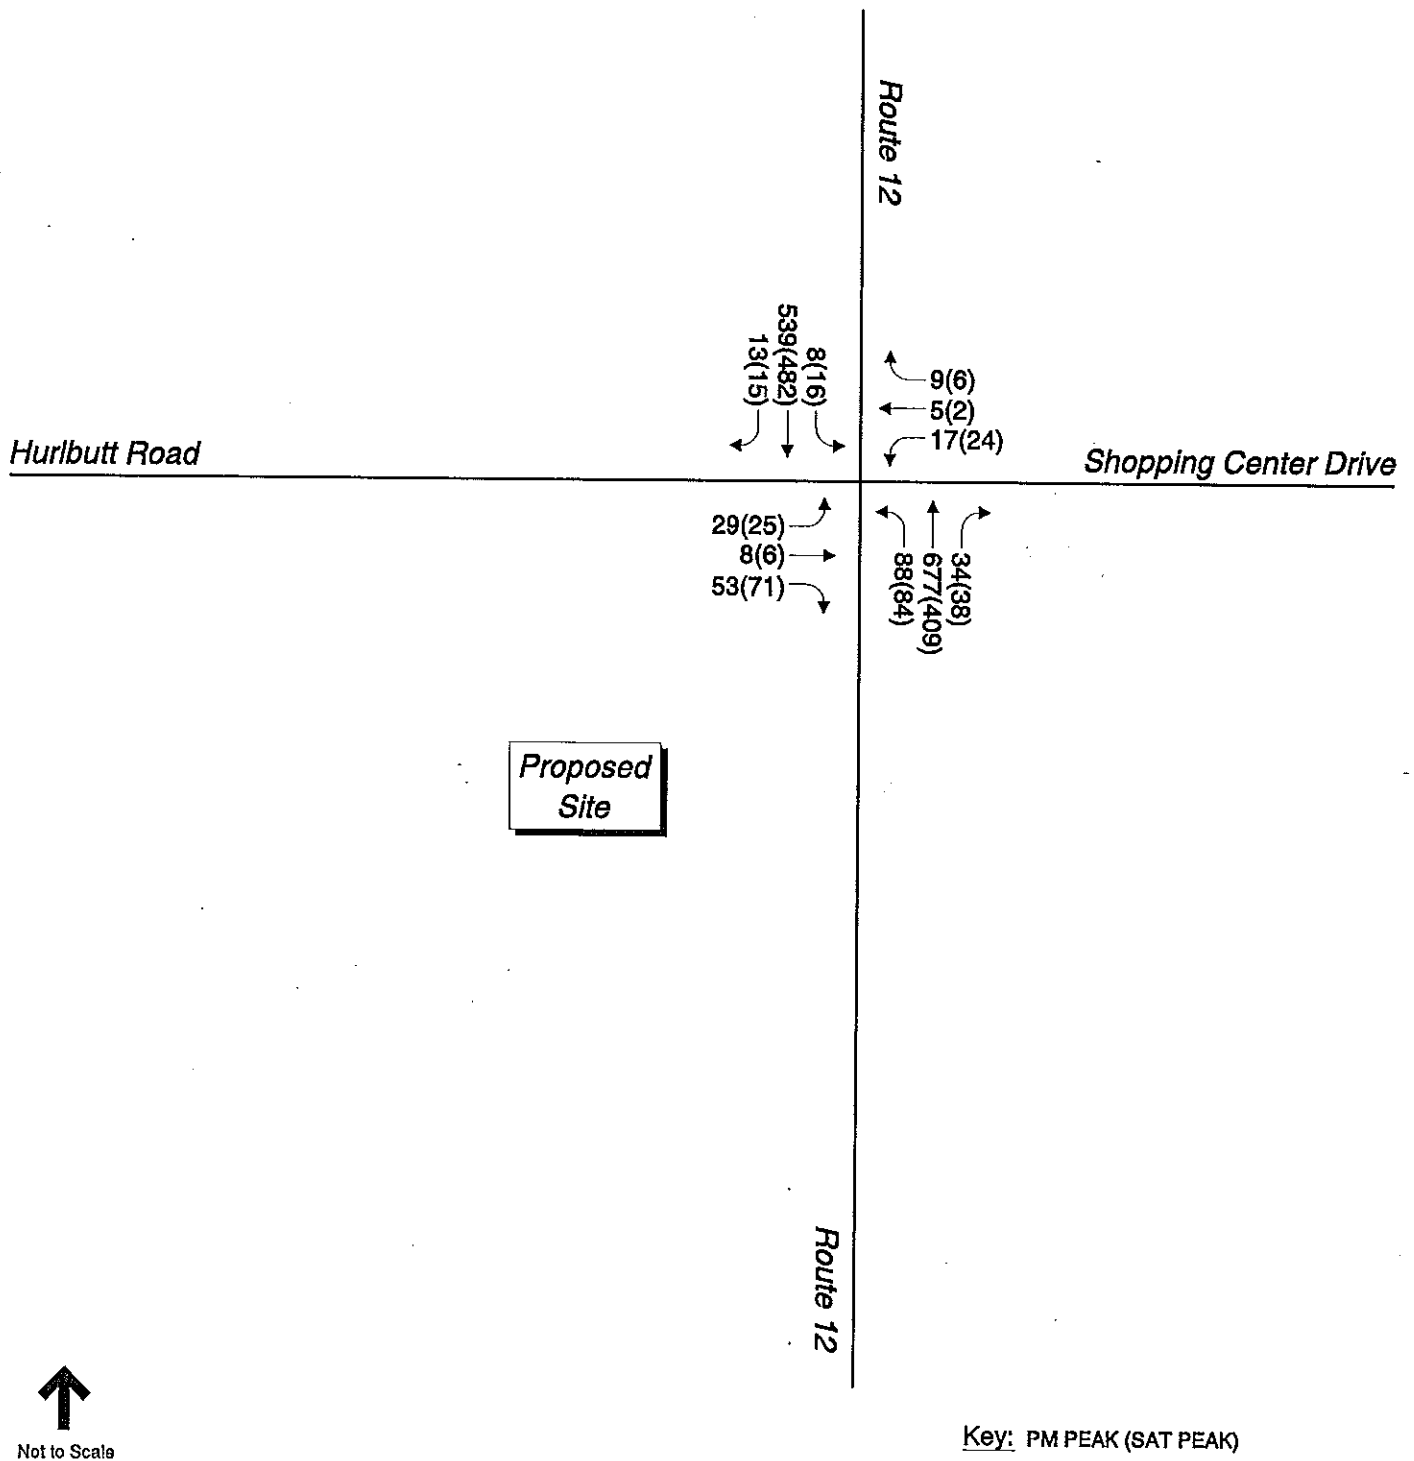 Route 12
539(482)
13(15)
8(16)
9(6)
5(2)
17(24)
Hurlbutt Road
Shopping Center Drive
29(25)
8(6)
53(71)
88(84)
677(409)
34(38)
Proposed
Site
Route 12
Not to Scale
Key: PM PEAK (SAT PEAK)